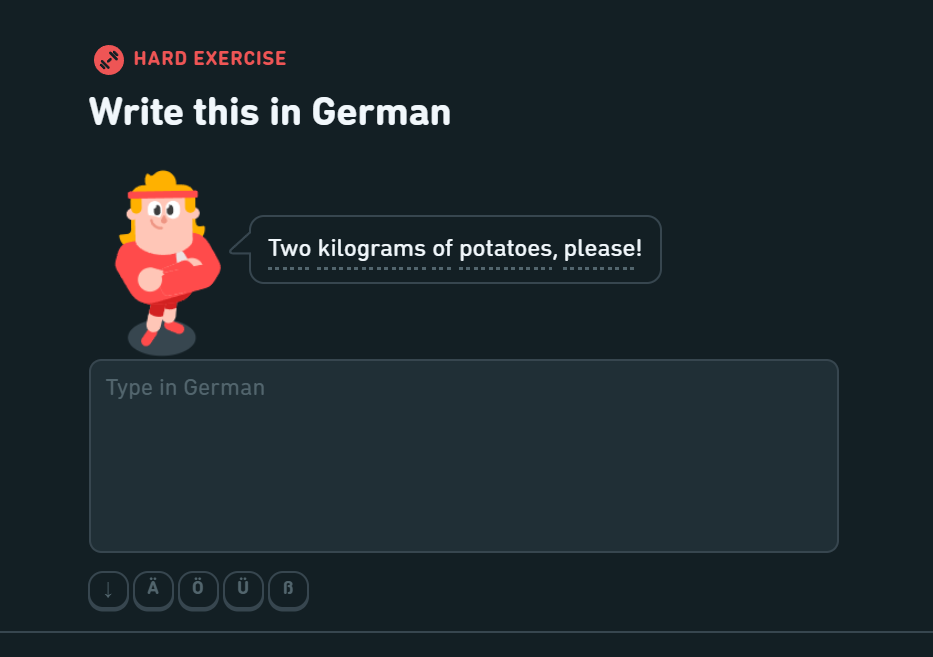 HARD EXERCISE
Write this in German
Two kilograms of potatoes, please!
Type in German
↓ Ä Ö Ü ß